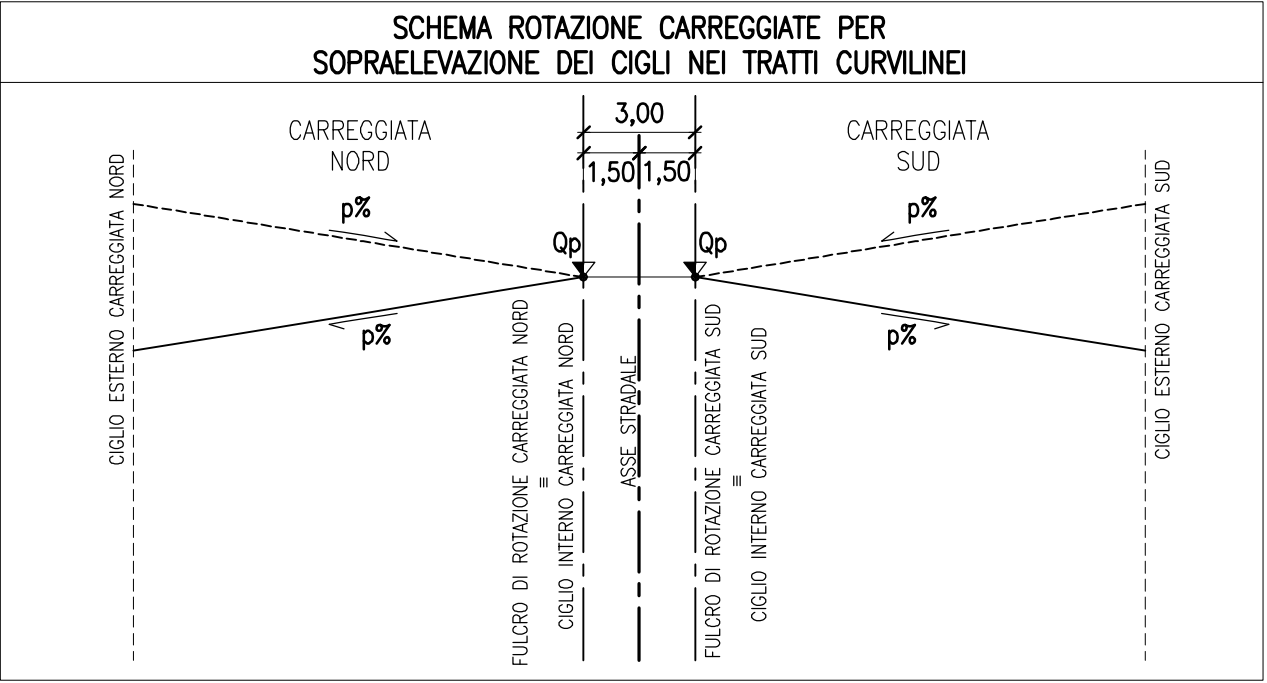 SCHEMA ROTAZIONE CARREGGIATE PER
SOPRAELEVAZIONE DEI CIGLI NEI TRATTI CURVILINEI
3,00
CARREGGIATA
NORD
CARREGGIATA
SUD
1,50
1,50
p%
p%
Qp
Qp
p%
p%
CIGLIO ESTERNO CARREGGIATA NORD
FULCRO DI ROTAZIONE CARREGGIATA NORD
≡
CIGLIO INTERNO CARREGGIATA NORD
ASSE STRADALE
FULCRO DI ROTAZIONE CARREGGIATA SUD
≡
CIGLIO INTERNO CARREGGIATA SUD
CIGLIO ESTERNO CARREGGIATA SUD